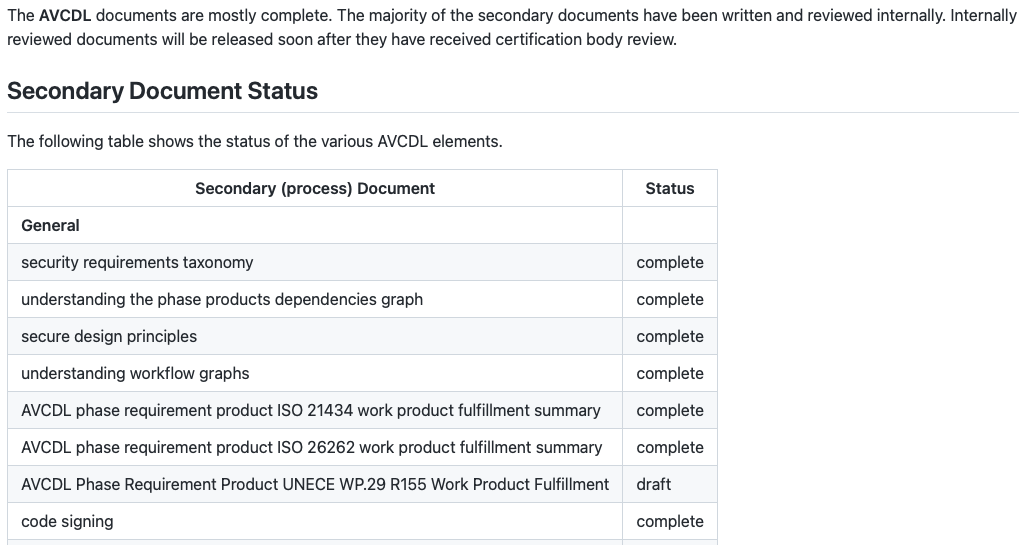 The AVCDL documents are mostly complete. The majority of the secondary documents have been written and reviewed internally. Internally
reviewed documents will be released soon after they have received certification body review.
Secondary Document Status
The following table shows the status of the various AVCDL elements.
Secondary (process) Document Status
General
security requirements taxonomy complete
understanding the phase products dependencies graph complete
secure design principles complete
understanding workflow graphs complete
AVCDL phase requirement product ISO 21434 work product fulfillment summary complete
AVCDL phase requirement product ISO 26262 work product fulfillment summary complete
AVCDL Phase Requirement Product UNECE WP.29 R155 Work Product Fulfillment draft
code signing complete